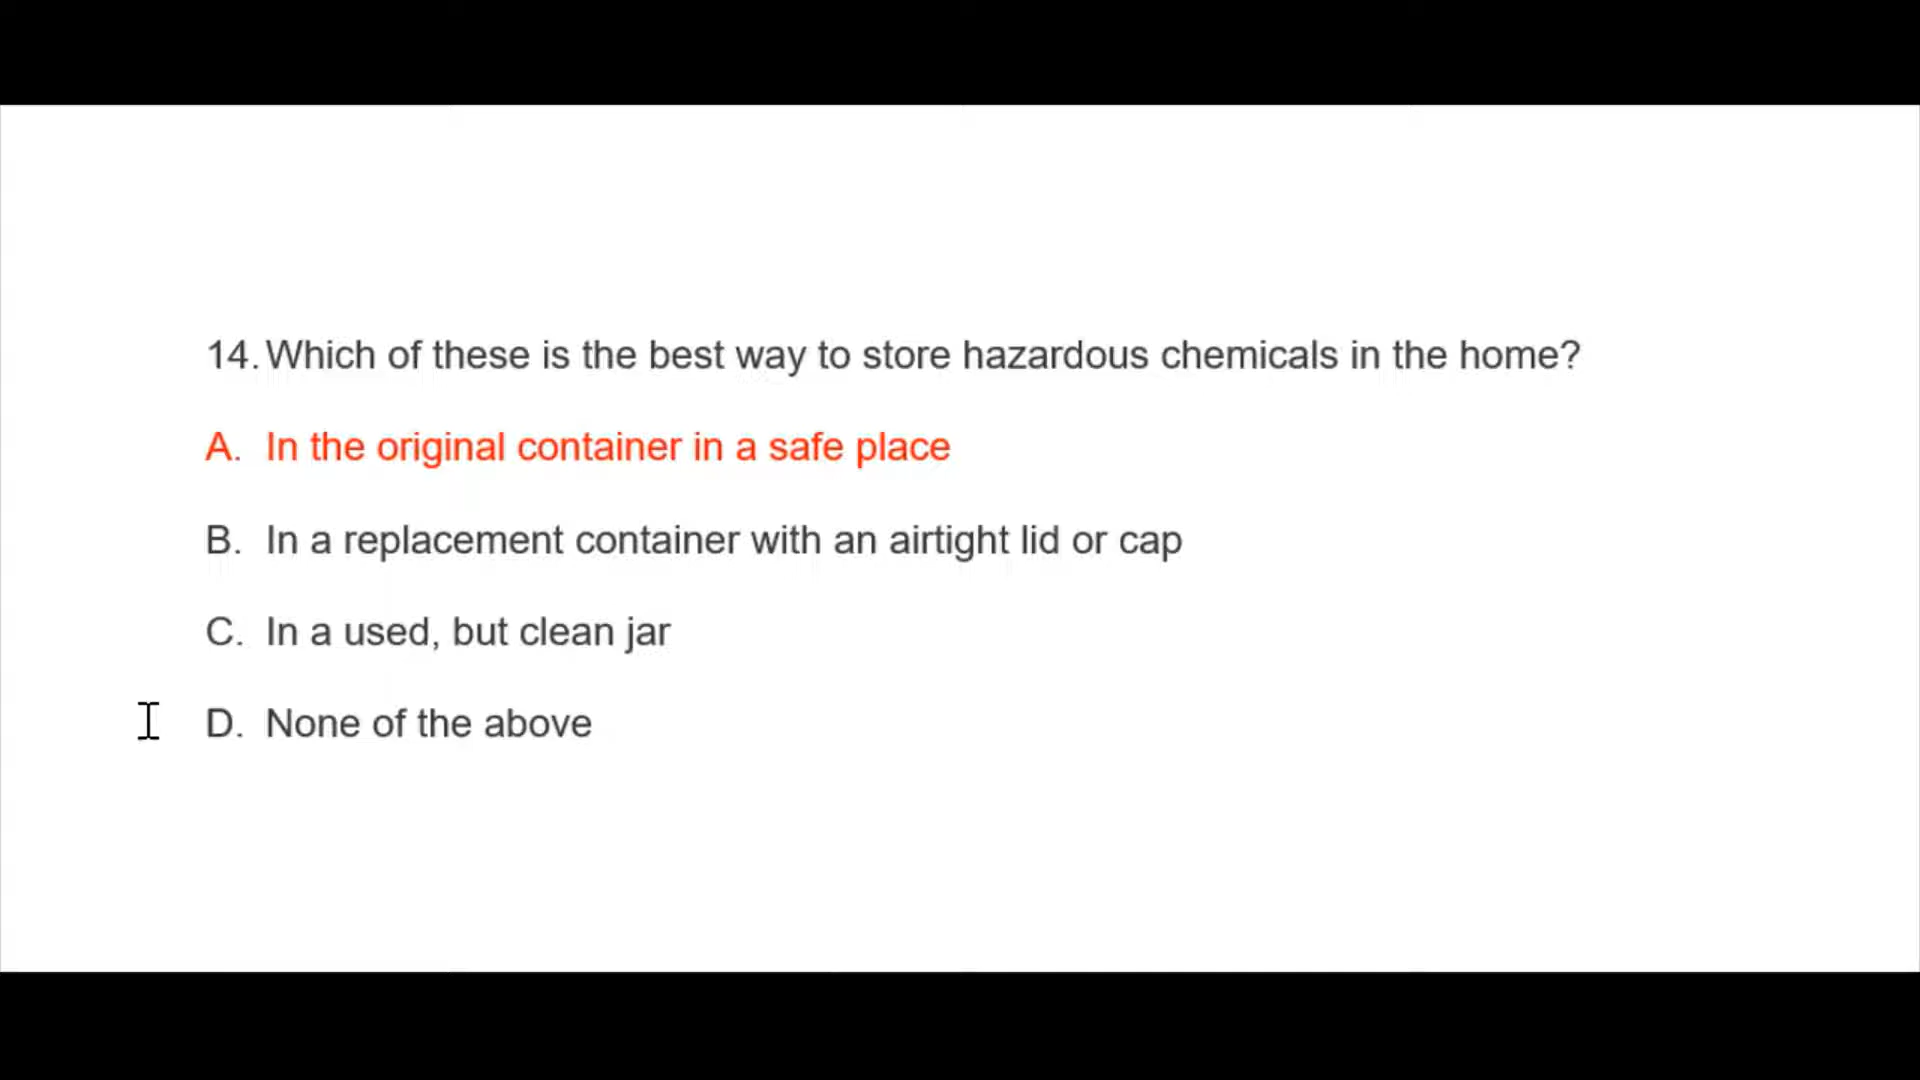 14. Which of these is the best way to store hazardous chemicals in the home?
A. In the original container in a safe place
B. In a replacement container with an airtight lid or cap
C. In a used, but clean jar
D. None of the above